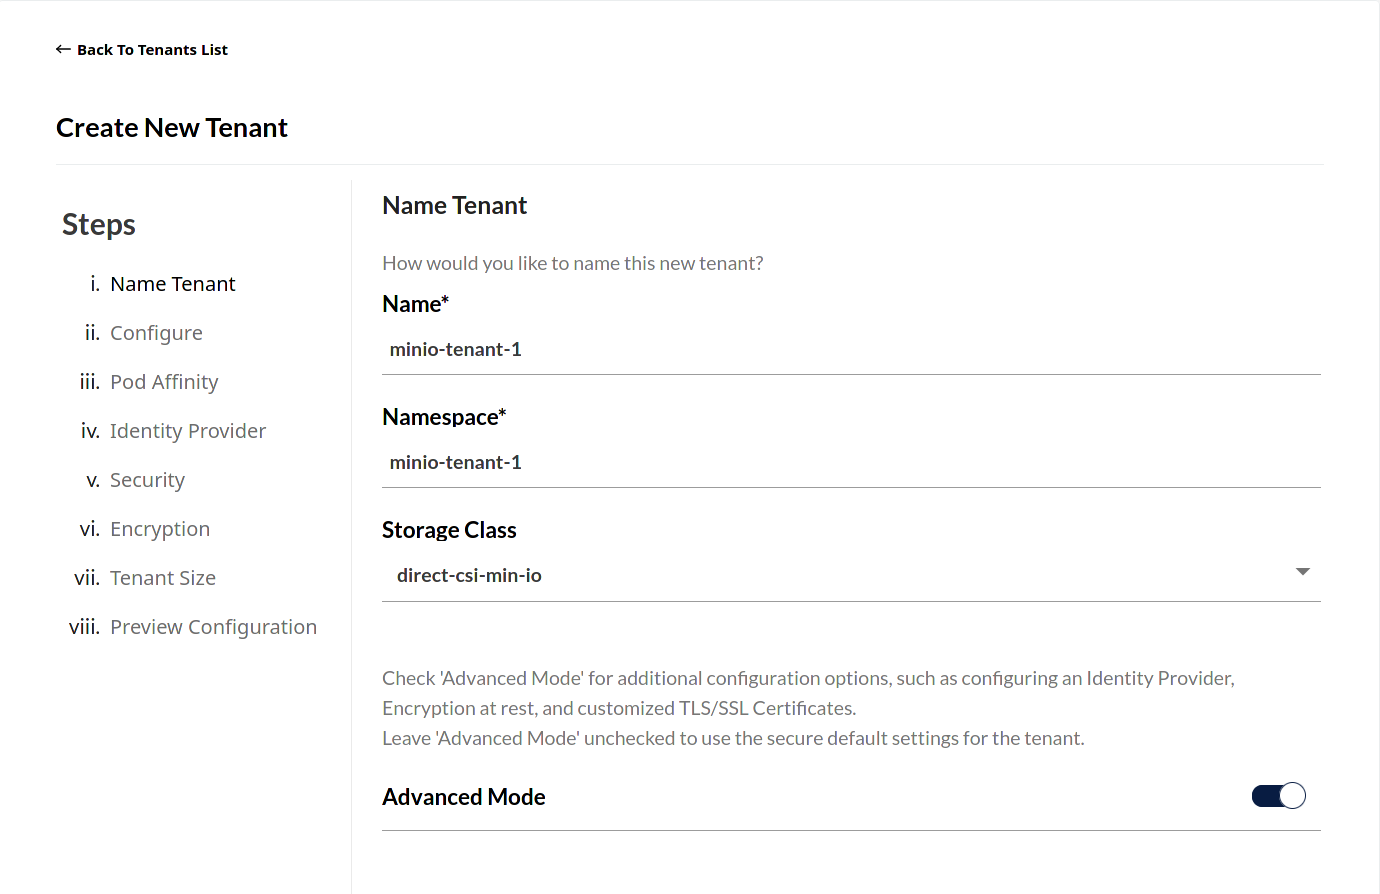 ← Back To Tenants List
Create New Tenant
Steps
i. Name Tenant
ii. Configure
iii. Pod Affinity
iv. Identity Provider
v. Security
vi. Encryption
vii. Tenant Size
viii. Preview Configuration
Name Tenant
How would you like to name this new tenant?
Name*
minio-tenant-1
Namespace*
minio-tenant-1
Storage Class
direct-csi-min-io
Check 'Advanced Mode' for additional configuration options, such as configuring an Identity Provider,
Encryption at rest, and customized TLS/SSL Certificates.
Leave 'Advanced Mode' unchecked to use the secure default settings for the tenant.
Advanced Mode